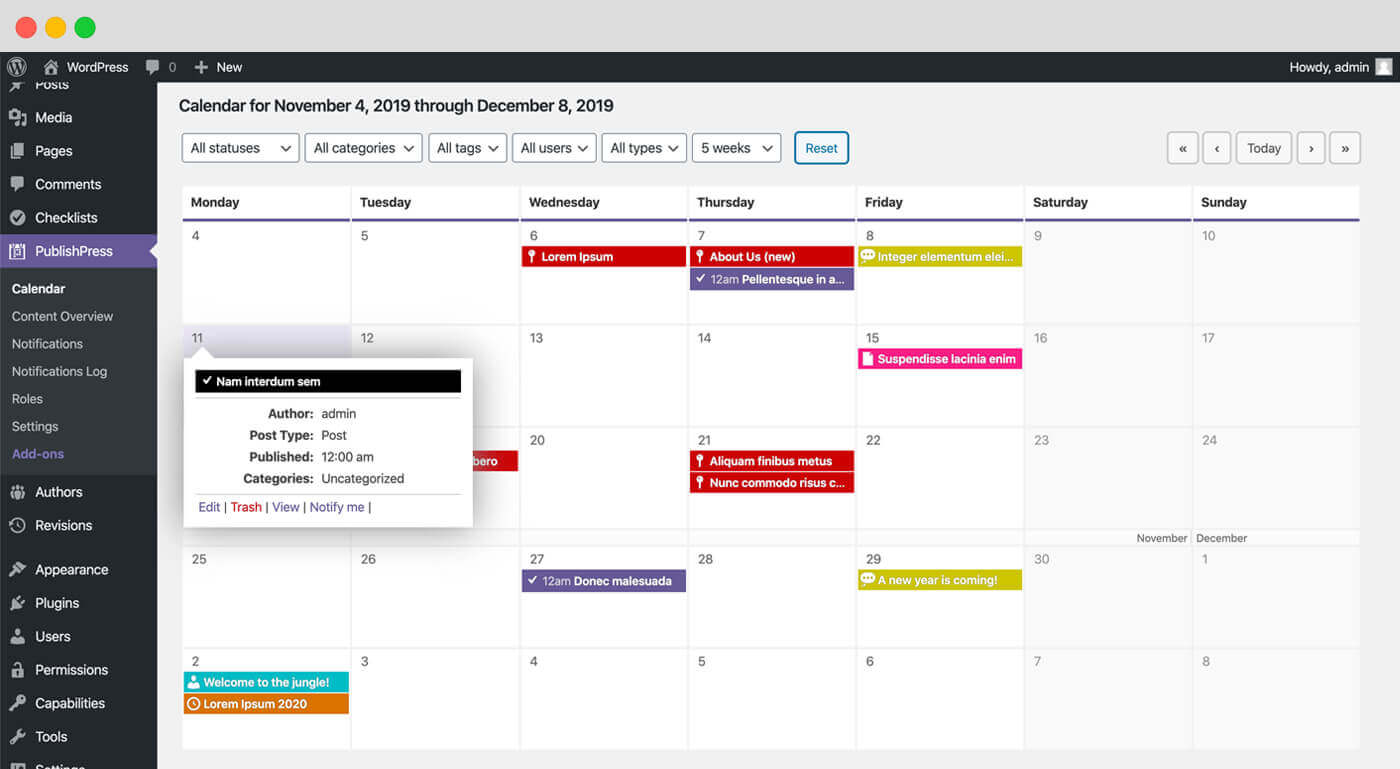 WordPress 0 New Howdy, admin
Posts
Media
Pages
Comments
Checklists
PublishPress
Calendar
Content Overview
Notifications
Notifications Log
Roles
Settings
Add-ons
Authors
Revisions
Appearance
Plugins
Users
Permissions
Capabilities
Tools
Settings
Calendar for November 4, 2019 through December 8, 2019
All statuses All categories All tags All users All types 5 weeks Reset « ‹ Today › »
Monday Tuesday Wednesday Thursday Friday Saturday Sunday
4 5 6 7 8 9 10
Lorem Ipsum About Us (new) Integer elementum elei...
12am Pellentesque in a...
11 12 13 14 15 16 17
Suspendisse lacinia enim
Nam interdum sem
Author: admin
Post Type: Post
Published: 12:00 am
Categories: Uncategorized
Edit | Trash | View | Notify me |
20 21 22 23 24
bero Aliquam finibus metus
Nunc commodo risus c...
November December
25 26 27 28 29 30 1
12am Donec malesuada A new year is coming!
2 3 4 5 6 7 8
Welcome to the jungle!
Lorem Ipsum 2020